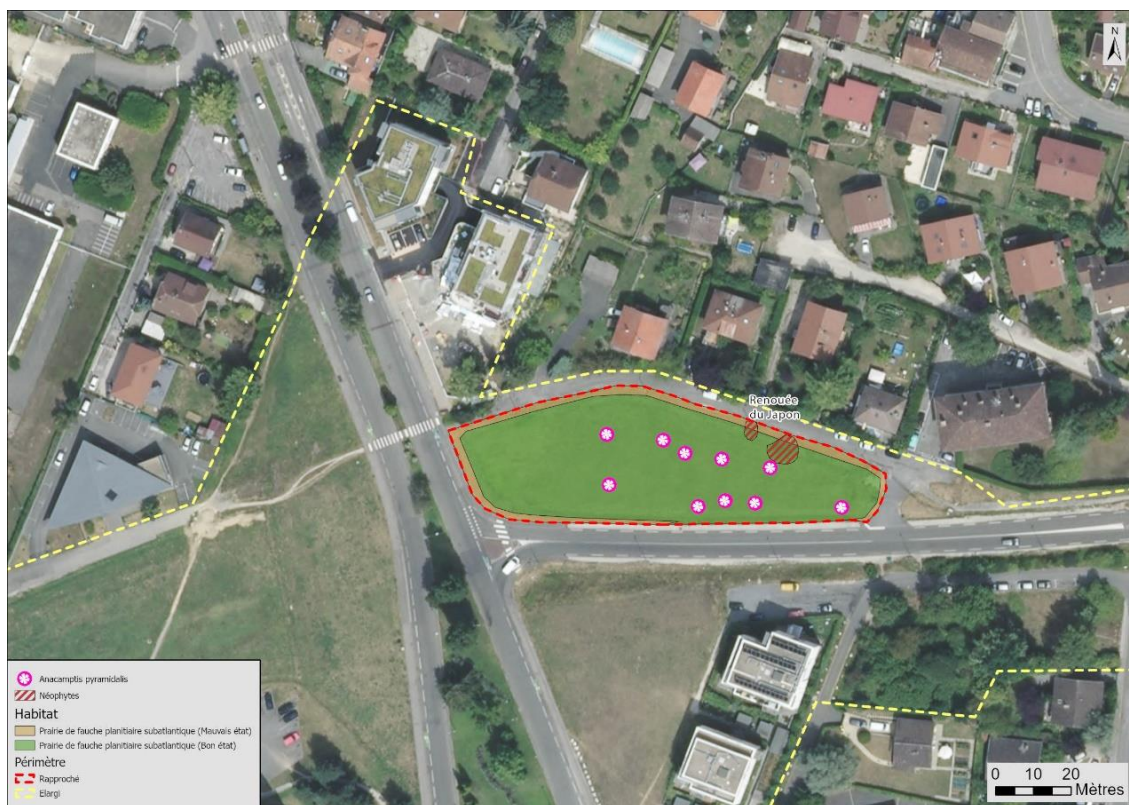 N
Renouée
du Japon
Anacamptis pyramidalis
Néophytes
Habitat
Prairie de fauche planitiaire subatlantique (Mauvais état)
Prairie de fauche planitiaire subatlantique (Bon état)
Périmètre
Rapproché
Elargi
0 10 20
Mètres